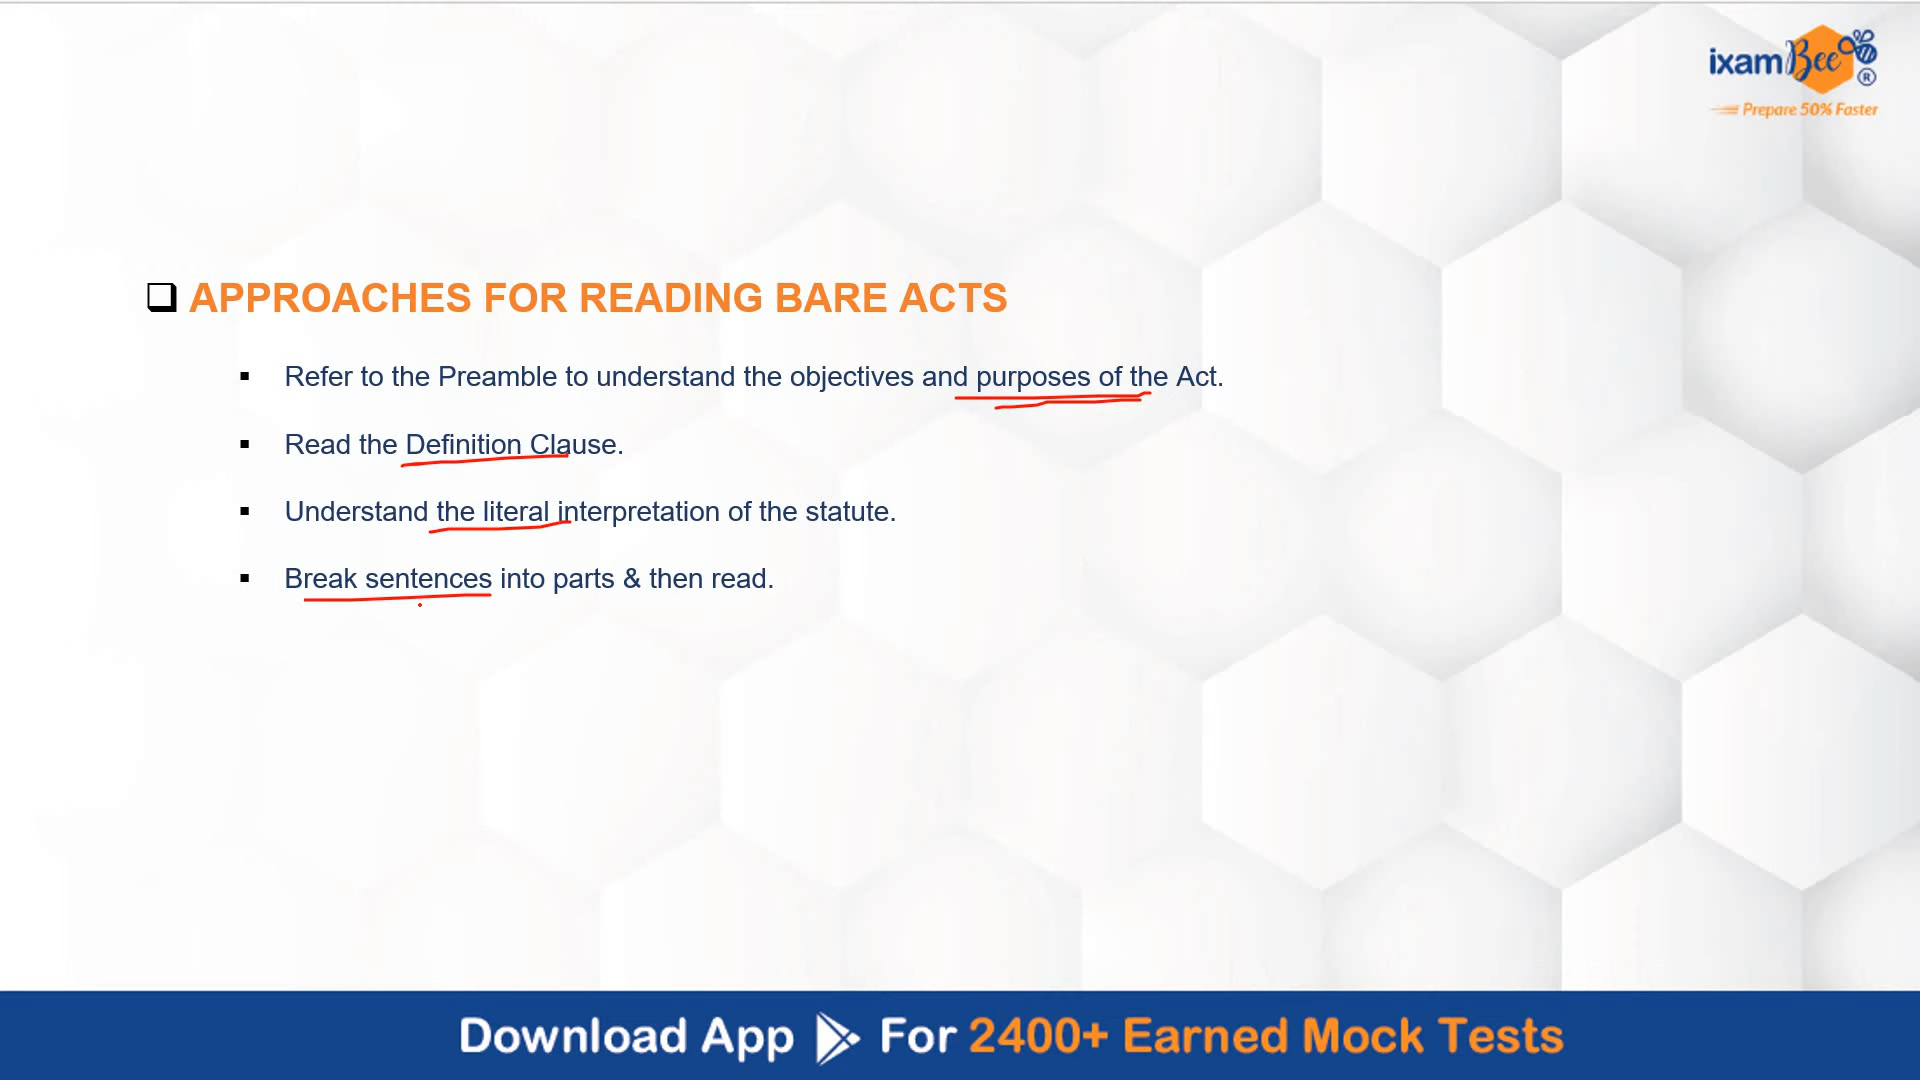 ixamBee®
Prepare 50% Faster
APPROACHES FOR READING BARE ACTS
Refer to the Preamble to understand the objectives and purposes of the Act.
Read the Definition Clause.
Understand the literal interpretation of the statute.
Break sentences into parts & then read.
Download App For 2400+ Earned Mock Tests